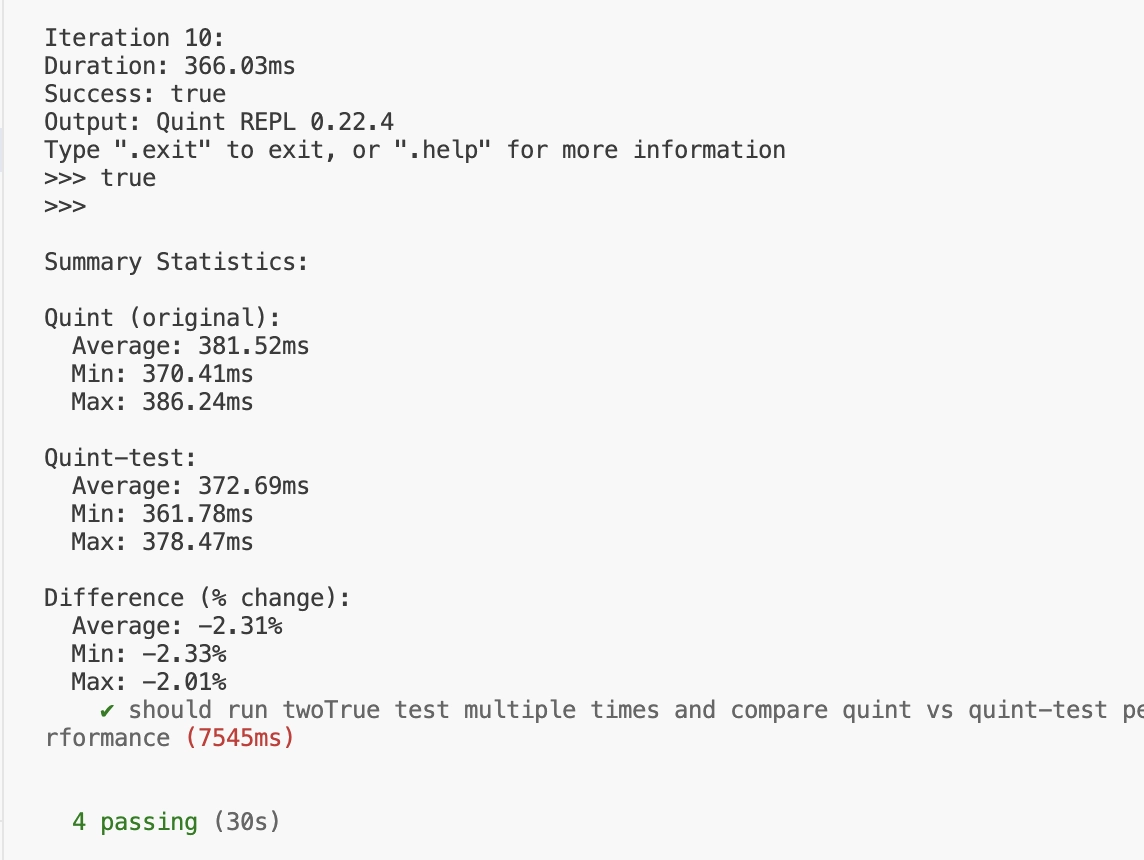 Iteration 10:
Duration: 366.03ms
Success: true
Output: Quint REPL 0.22.4
Type ".exit" to exit, or ".help" for more information
>>> true
>>>
Summary Statistics:
Quint (original):
Average: 381.52ms
Min: 370.41ms
Max: 386.24ms
Quint-test:
Average: 372.69ms
Min: 361.78ms
Max: 378.47ms
Difference (% change):
Average: -2.31%
Min: -2.33%
Max: -2.01%
✔ should run twoTrue test multiple times and compare quint vs quint-test pe
rformance (7545ms)
4 passing (30s)